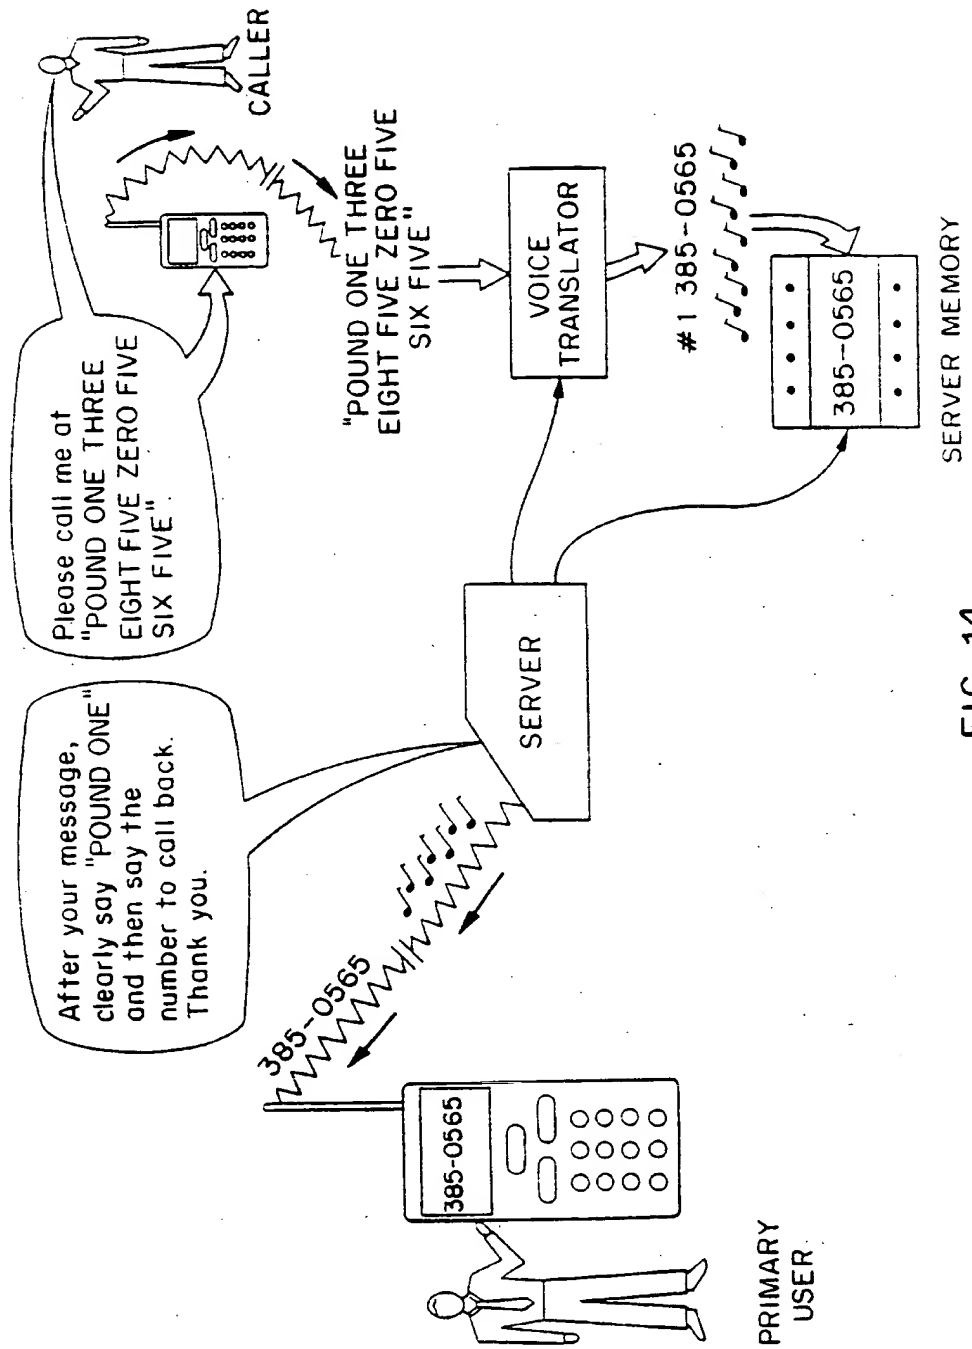 After your message,
clearly say "POUND ONE"
and then say the
number to call back.
Thank you.
Please call me at
"POUND ONE THREE
EIGHT FIVE ZERO FIVE
SIX FIVE".
CALLER
"POUND ONE THREE
EIGHT FIVE ZERO FIVE
SIX FIVE"
VOICE
TRANSLATOR
#1 385-0565
385-0565
SERVER MEMORY
SERVER
385-0565
385-0565
PRIMARY
USER
FIG. 14